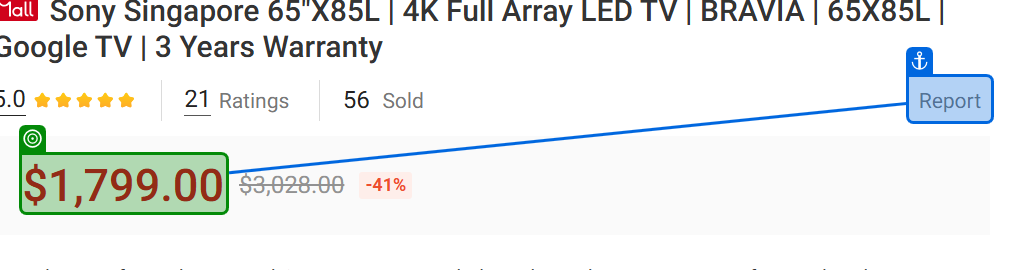 Mall Sony Singapore 65"X85L | 4K Full Array LED TV | BRAVIA | 65X85L |
Google TV | 3 Years Warranty
5.0 21 Ratings 56 Sold Report
$1,799.00 $3,028.00 -41%